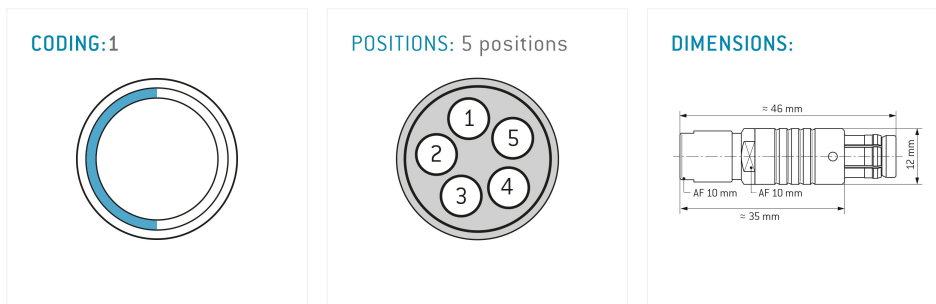 CODING:1
POSITIONS: 5 positions
1
2
3
4
5
DIMENSIONS:
≈ 46 mm
12 mm
AF 10 mm
AF 10 mm
≈ 35 mm